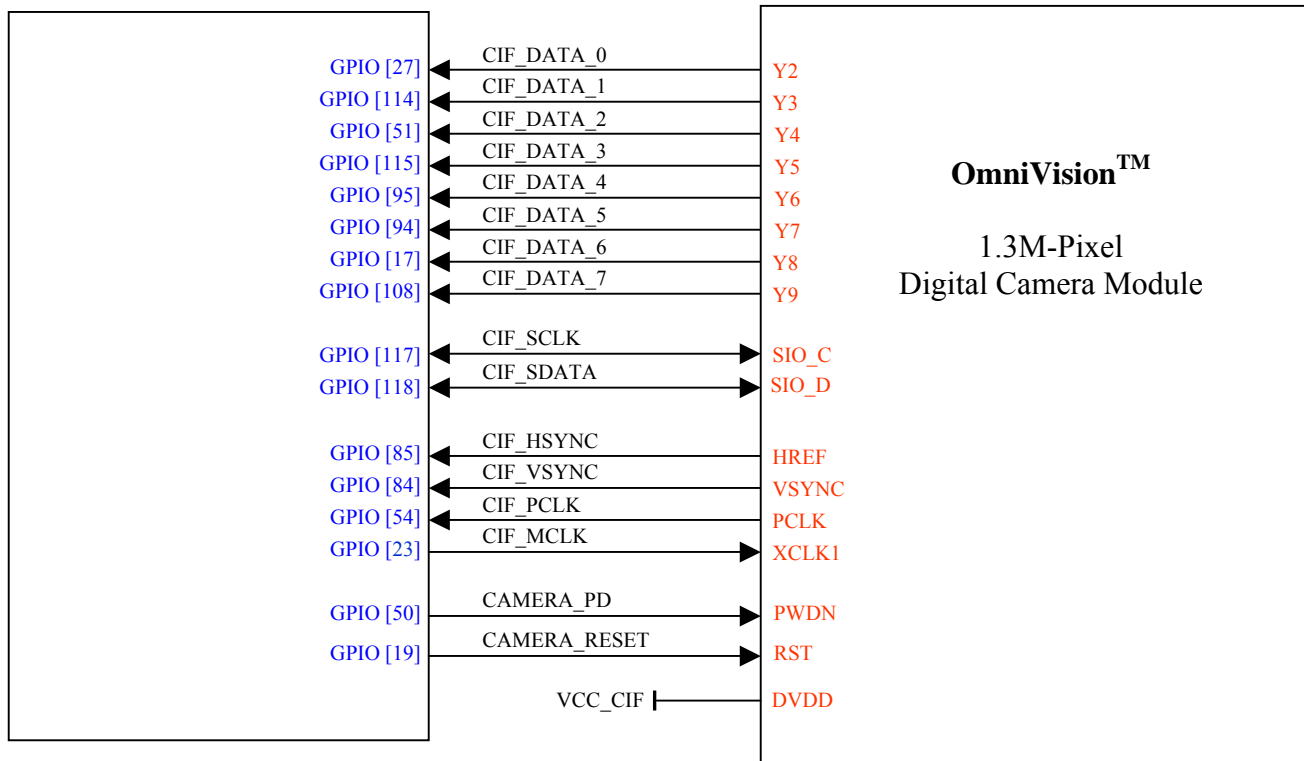 GPIO [27] CIF_DATA_0 Y2
GPIO [114] CIF_DATA_1 Y3
GPIO [51] CIF_DATA_2 Y4
GPIO [115] CIF_DATA_3 Y5
GPIO [95] CIF_DATA_4 Y6
GPIO [94] CIF_DATA_5 Y7
GPIO [17] CIF_DATA_6 Y8
GPIO [108] CIF_DATA_7 Y9
GPIO [117] CIF_SCLK SIO_C
GPIO [118] CIF_SDATA SIO_D
GPIO [85] CIF_HSYNC HREF
GPIO [84] CIF_VSYNC VSYNC
GPIO [54] CIF_PCLK PCLK
GPIO [23] CIF_MCLK XCLK1
GPIO [50] CAMERA_PD PWDN
GPIO [19] CAMERA_RESET RST
VCC_CIF DVDD
OmniVision™
1.3M-Pixel
Digital Camera Module